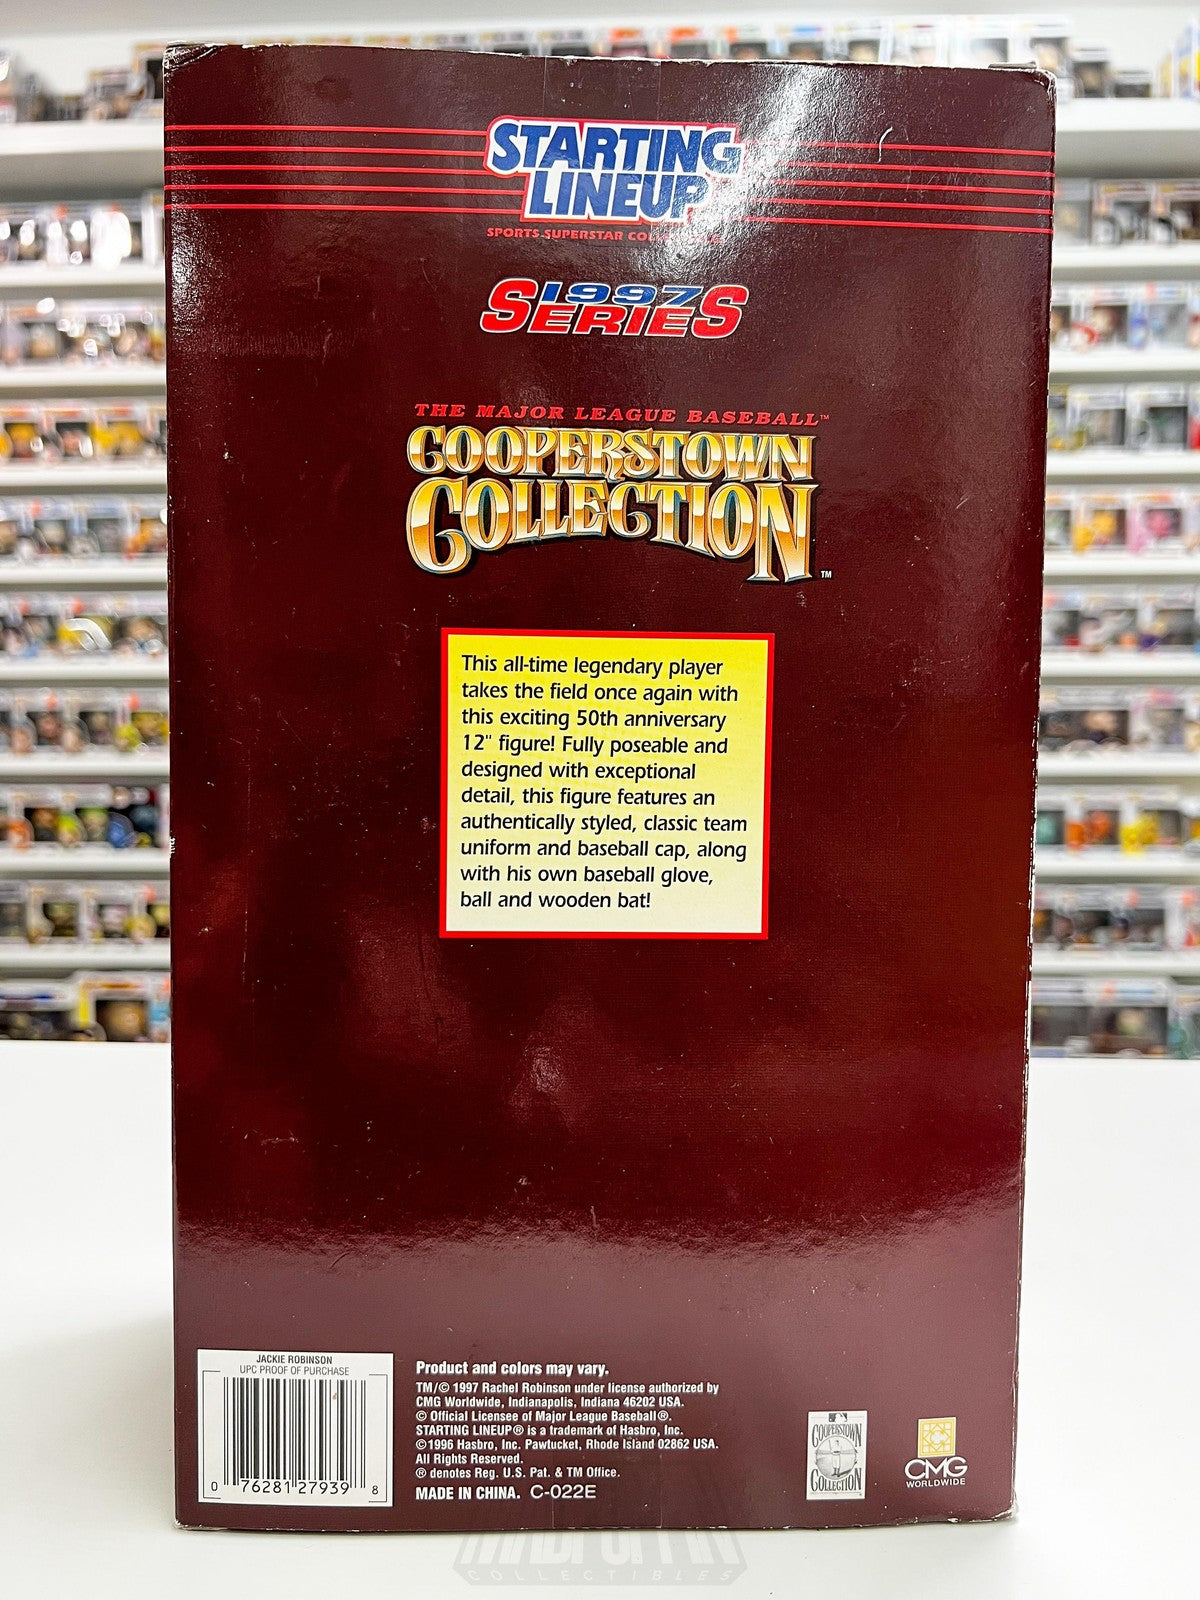 STARTING
LINEUP
SPORTS SUPERSTAR
1997
SERIES
THE MAJOR LEAGUE BASEBALL™
COOPERSTOWN
COLLECTION™
This all-time legendary player
takes the field once again with
this exciting 50th anniversary
12" figure! Fully poseable and
designed with exceptional
detail, this figure features an
authentically styled, classic team
uniform and baseball cap, along
with his own baseball glove,
ball and wooden bat!
JACKIE ROBINSON
UPC PROOF OF PURCHASE
0 76281 27939 8
Product and colors may vary.
TM/© 1997 Rachel Robinson under license authorized by
CMG Worldwide, Indianapolis, Indiana 46202 USA.
© Official Licensee of Major League Baseball®.
STARTING LINEUP® is a trademark of Hasbro, Inc.
©1996 Hasbro, Inc. Pawtucket, Rhode Island 02862 USA.
All Rights Reserved.
® denotes Reg. U.S. Pat. & TM Office.
MADE IN CHINA. C-022E
COOPERSTOWN
COLLECTION
CMG
WORLDWIDE
COLLECTIBLES